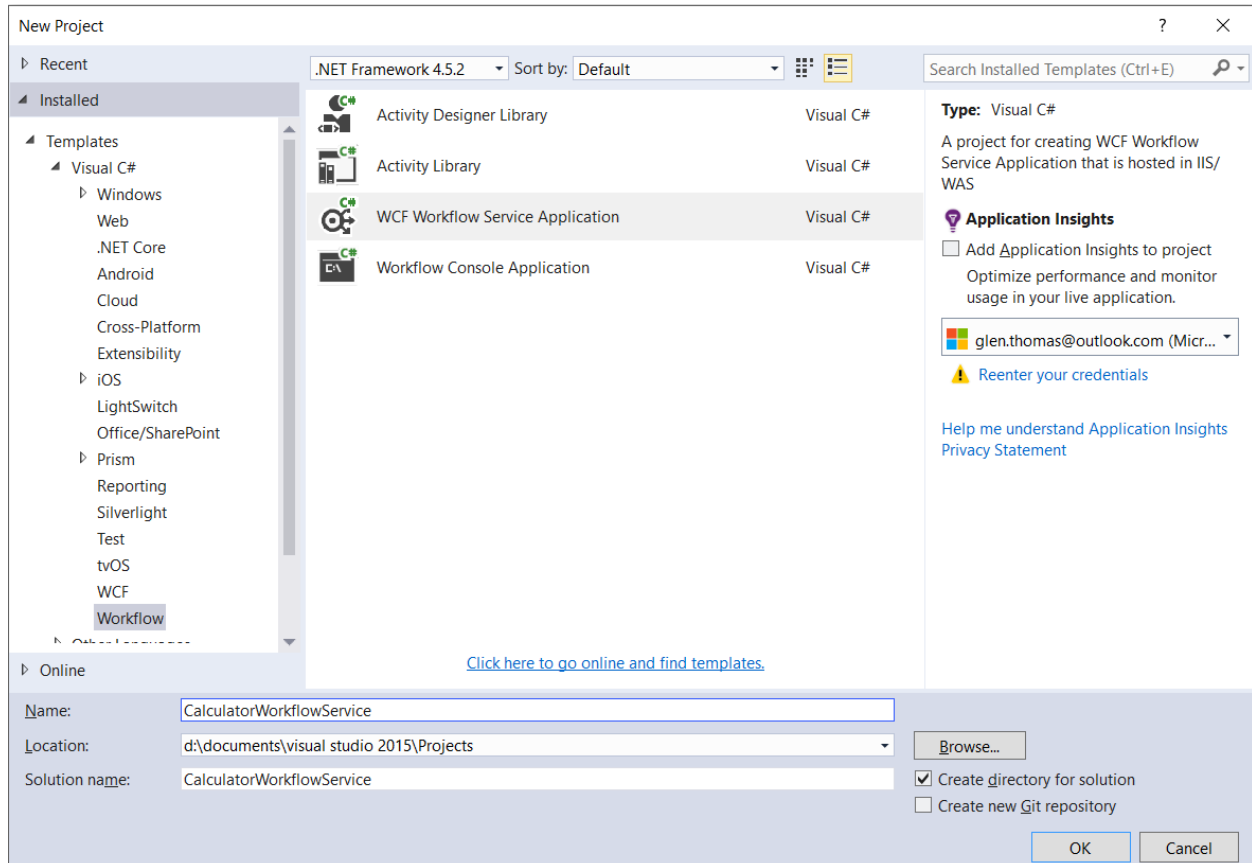 New Project
?
Recent
.NET Framework 4.5.2
Sort by:
Default
Search Installed Templates (Ctrl+E)
Installed
Templates
Visual C#
Windows
Web
.NET Core
Android
Cloud
Cross-Platform
Extensibility
iOS
LightSwitch
Office/SharePoint
Prism
Reporting
Silverlight
Test
tvOS
WCF
Workflow
Other Languages
Online
C#
Activity Designer Library
Visual C#
C#
Activity Library
Visual C#
C#
WCF Workflow Service Application
Visual C#
C#
C:\
Workflow Console Application
Visual C#
Click here to go online and find templates.
Type: Visual C#
A project for creating WCF Workflow
Service Application that is hosted in IIS/
WAS
Application Insights
Add Application Insights to project
Optimize performance and monitor
usage in your live application.
glen.thomas@outlook.com (Micr...
Reenter your credentials
Help me understand Application Insights
Privacy Statement
Name:
CalculatorWorkflowService
Location:
d:\documents\visual studio 2015\Projects
Browse...
Solution name:
CalculatorWorkflowService
Create directory for solution
Create new Git repository
OK
Cancel